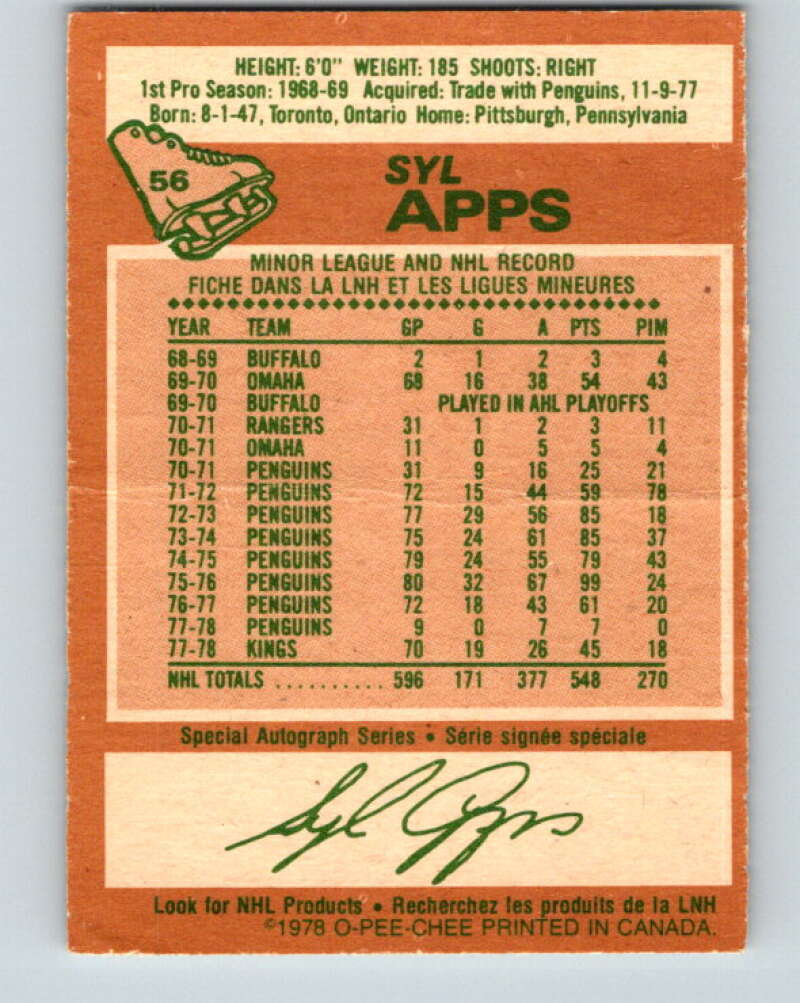 HEIGHT: 6'0" WEIGHT: 185 SHOOTS: RIGHT
1st Pro Season: 1968-69 Acquired: Trade with Penguins, 11-9-77
Born: 8-1-47, Toronto, Ontario Home: Pittsburgh, Pennsylvania
56
SYL
APPS
MINOR LEAGUE AND NHL RECORD
FICHE DANS LA LNH ET LES LIGUES MINEURES
YEAR TEAM GP G A PTS PIM
68-69 BUFFALO 2 1 2 3 4
69-70 OMAHA 68 16 38 54 43
69-70 BUFFALO PLAYED IN AHL PLAYOFFS
70-71 RANGERS 31 1 2 3 11
70-71 OMAHA 11 0 5 5 4
70-71 PENGUINS 31 9 16 25 21
71-72 PENGUINS 72 15 44 59 78
72-73 PENGUINS 77 29 56 85 18
73-74 PENGUINS 75 24 61 85 37
74-75 PENGUINS 79 24 55 79 43
75-76 PENGUINS 80 32 67 99 24
76-77 PENGUINS 72 18 43 61 20
77-78 PENGUINS 9 0 7 7 0
77-78 KINGS 70 19 26 45 18
NHL TOTALS .......... 596 171 377 548 270
Special Autograph Series • Série signée spéciale
Syl Apps
Look for NHL Products • Recherchez les produits de la LNH
©1978 O-PEE-CHEE PRINTED IN CANADA.